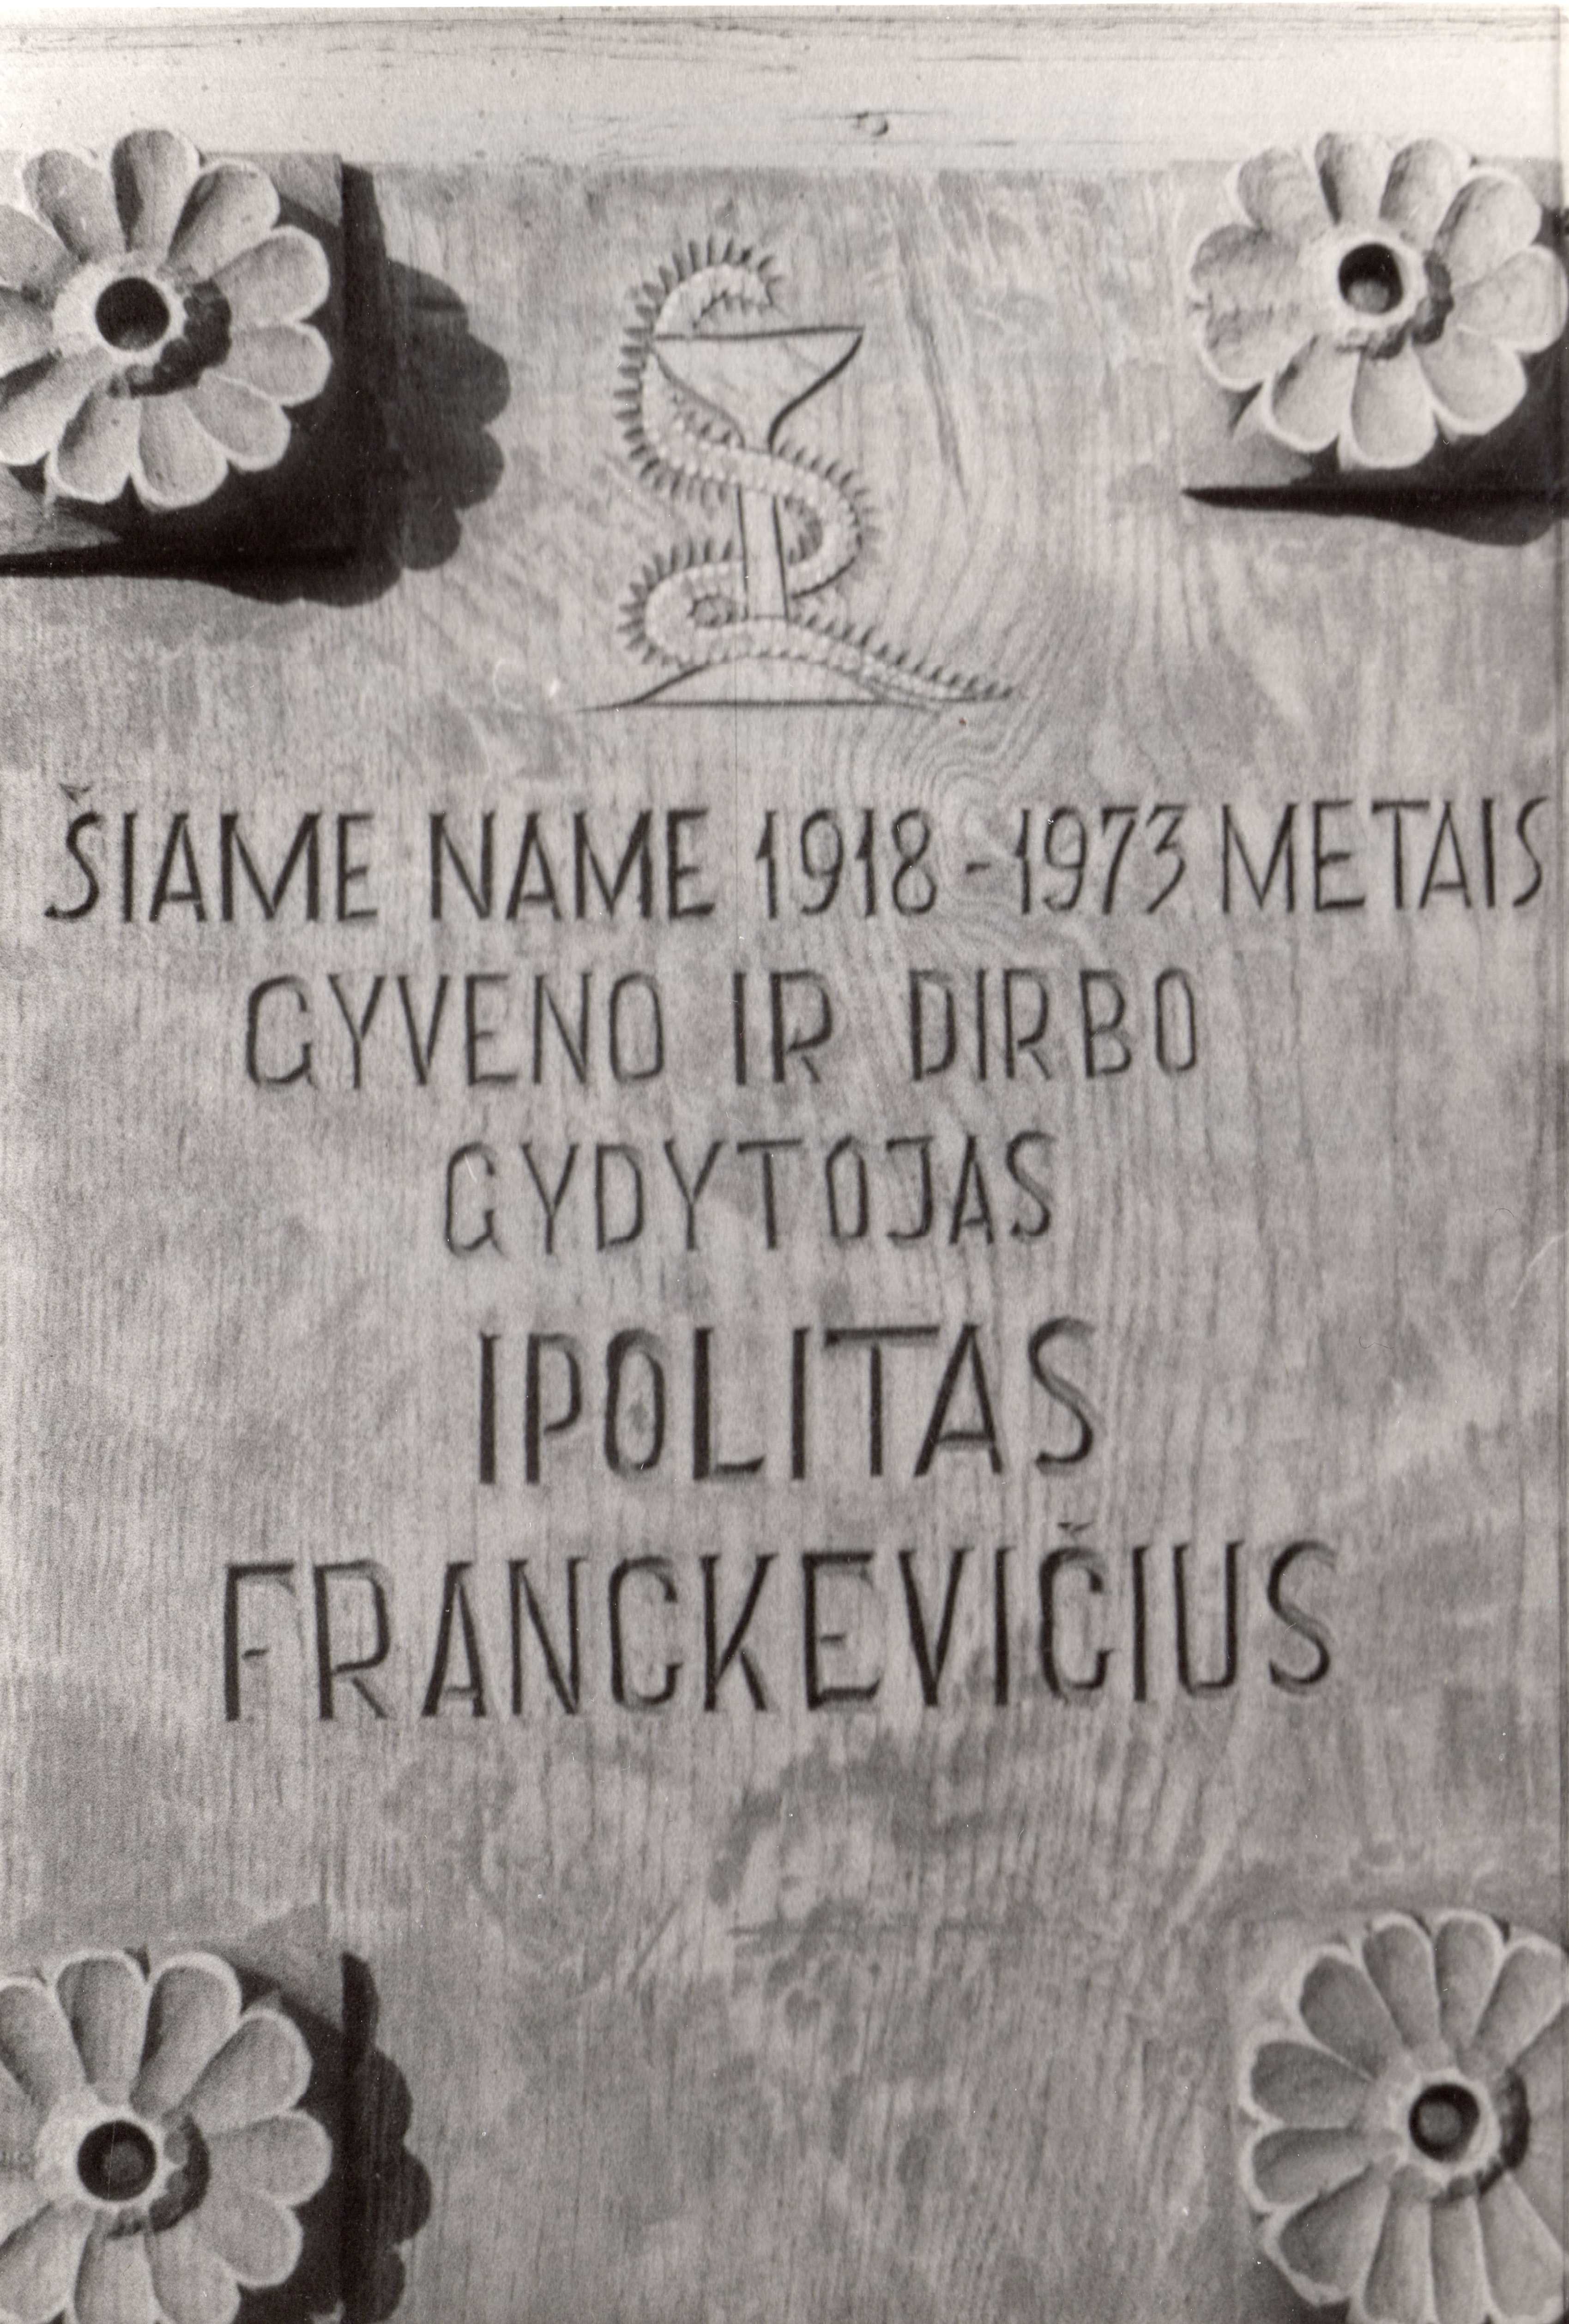 ŠIAME NAME 1918-1973 METAIS
GYVENO IR DIRBO
GYDYTOJAS
IPOLITAS
FRANCKEVIČIUS